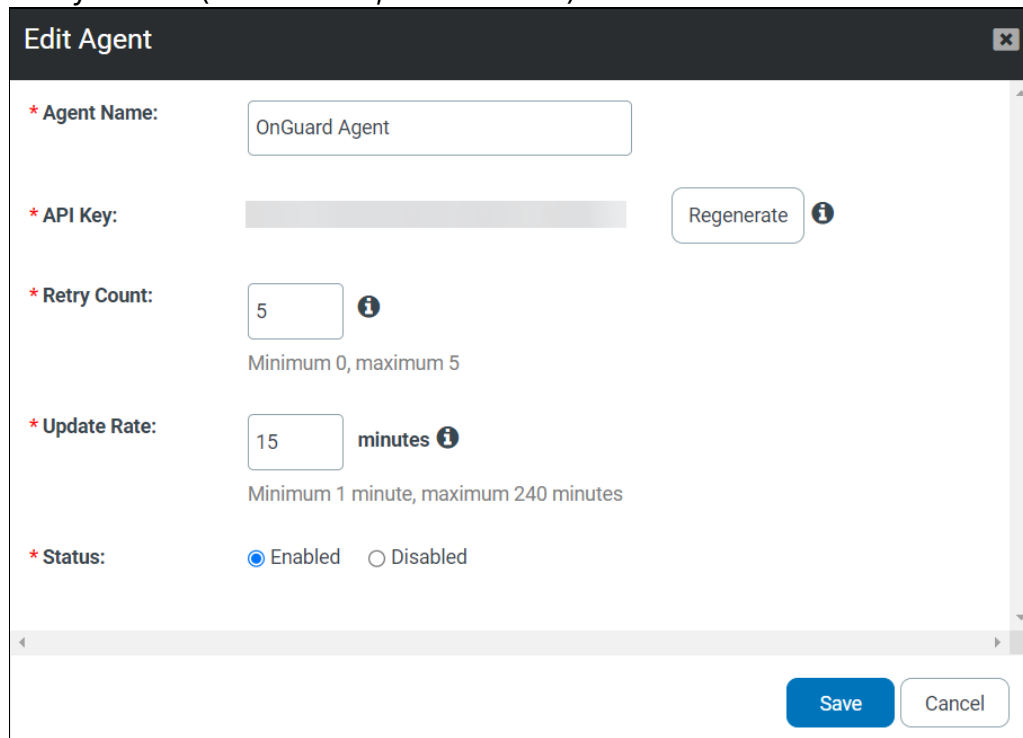 Edit Agent
* Agent Name:
OnGuard Agent
* API Key:
Regenerate
* Retry Count:
5
Minimum 0, maximum 5
* Update Rate:
15 minutes
Minimum 1 minute, maximum 240 minutes
* Status:
Enabled Disabled
Save Cancel